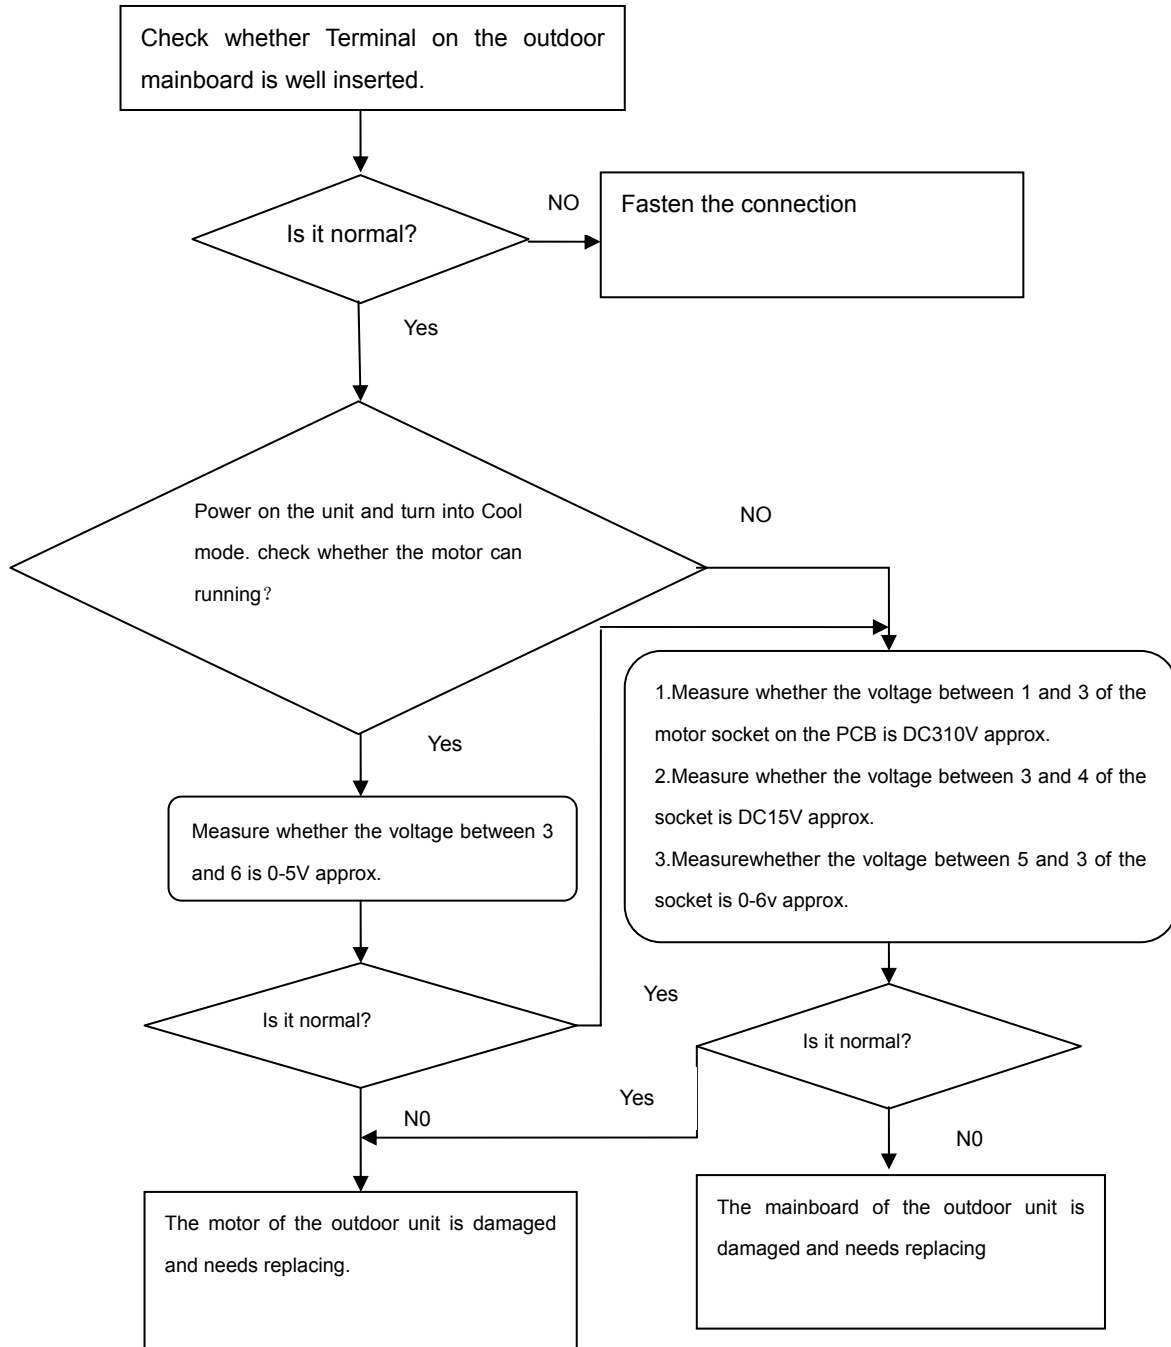 Check whether Terminal on the outdoor
mainboard is well inserted.
NO
Fasten the connection
Is it normal?
Yes
Power on the unit and turn into Cool
mode. check whether the motor can
running？
NO
1.Measure whether the voltage between 1 and 3 of the
motor socket on the PCB is DC310V approx.
2.Measure whether the voltage between 3 and 4 of the
socket is DC15V approx.
3.Measurewhether the voltage between 5 and 3 of the
socket is 0-6v approx.
Yes
Measure whether the voltage between 3
and 6 is 0-5V approx.
Is it normal?
Yes
Is it normal?
Yes
N0
N0
The motor of the outdoor unit is damaged
and needs replacing.
The mainboard of the outdoor unit is
damaged and needs replacing